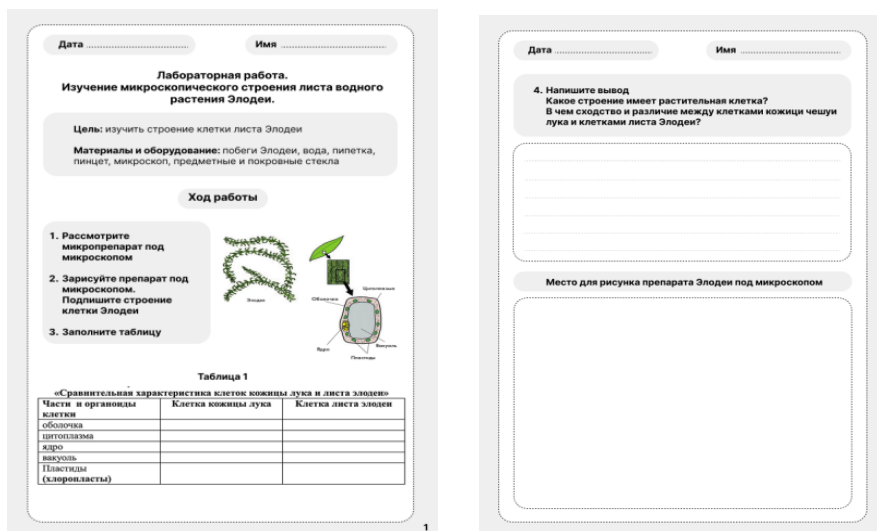 Дата
Имя
Лабораторная работа.
Изучение микроскопического строения листа водного
растения Элодеи.
Цель: изучить строение клетки листа Элодеи
Материалы и оборудование: побеги Элодеи, вода, пипетка,
пинцет, микроскоп, предметные и покровные стекла
Ход работы
1. Рассмотрите
микропрепарат под
микроскопом
2. Зарисуйте препарат под
микроскопом.
Подпишите строение
клетки Элодеи
3. Заполните таблицу
Элодея
Цитоплазма
Оболочка
Ядро
Вакуоль
Пластиды
Таблица 1
«Сравнительная характеристика клеток кожицы лука и листа элодеи»
Части и органоиды клетки
Клетка кожицы лука
Клетка листа элодеи
оболочка
цитоплазма
ядро
вакуоль
Пластиды
(хлоропласты)
1
Дата
Имя
4. Напишите вывод
Какое строение имеет растительная клетка?
В чем сходство и различие между клетками кожици чешуи
лука и клетками листа Элодеи?
Место для рисунка препарата Элодеи под микроскопом